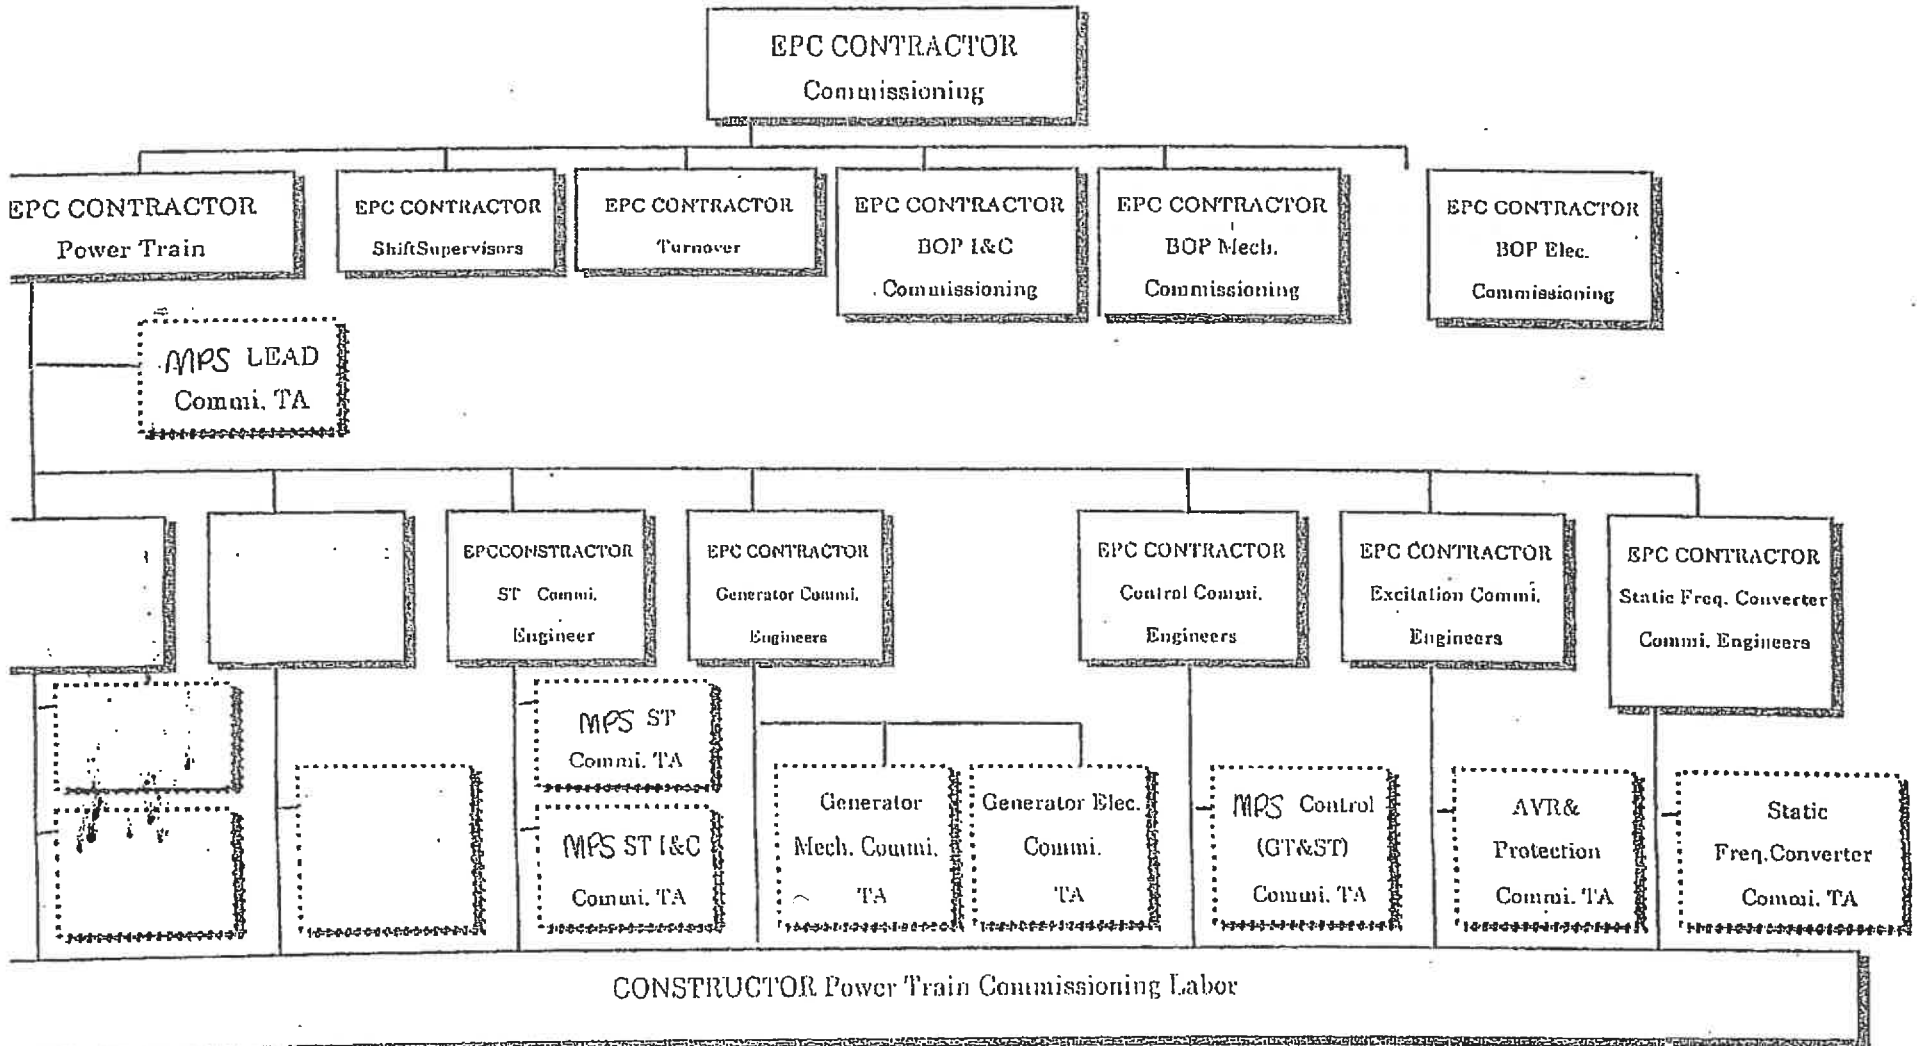 EPC CONTRACTOR
Commissioning
EPC CONTRACTOR
Power Train
EPC CONTRACTOR
ShiftSupervisors
EPC CONTRACTOR
Turnover
EPC CONTRACTOR
BOP I&C
Commissioning
EPC CONTRACTOR
BOP Mech.
Commissioning
EPC CONTRACTOR
BOP Elec.
Commissioning
MPS LEAD
Commi. TA
EPCCONSTRACTOR
ST Commi.
Engineer
EPC CONTRACTOR
Generator Commi.
Engineers
EPC CONTRACTOR
Control Commi.
Engineers
EPC CONTRACTOR
Excitation Commi.
Engineers
EPC CONTRACTOR
Static Freq. Converter
Commi. Engineers
MPS ST
Commi. TA
MPS ST I&C
Commi. TA
Generator
Mech. Commi.
TA
Generator Elec.
Commi.
TA
MPS Control
(GT&ST)
Commi. TA
AVR&
Protection
Commi. TA
Static
Freq.Converter
Commi. TA
CONSTRUCTOR Power Train Commissioning Labor